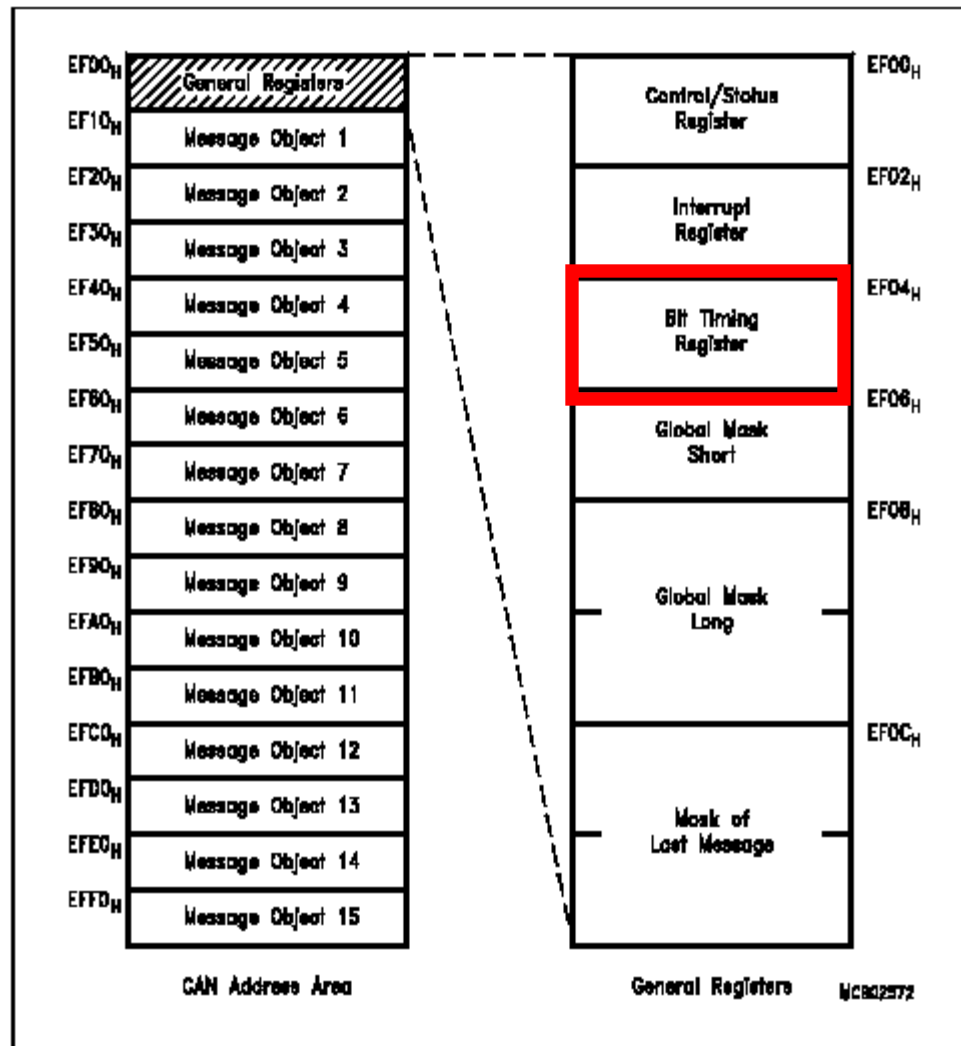 EF00H
General Registers
EF10H
Message Object 1
EF20H
Message Object 2
EF30H
Message Object 3
EF40H
Message Object 4
EF50H
Message Object 5
EF60H
Message Object 6
EF70H
Message Object 7
EF80H
Message Object 8
EF90H
Message Object 9
EFA0H
Message Object 10
EFB0H
Message Object 11
EFC0H
Message Object 12
EFD0H
Message Object 13
EFE0H
Message Object 14
EFF0H
Message Object 15
CAN Address Area
EF00H
Control/Status
Register
EF02H
Interrupt
Register
EF04H
Bit Timing
Register
EF06H
Global Mask
Short
EF08H
Global Mask
Long
EF0CH
Mask of
Last Message
General Registers
MCB02972